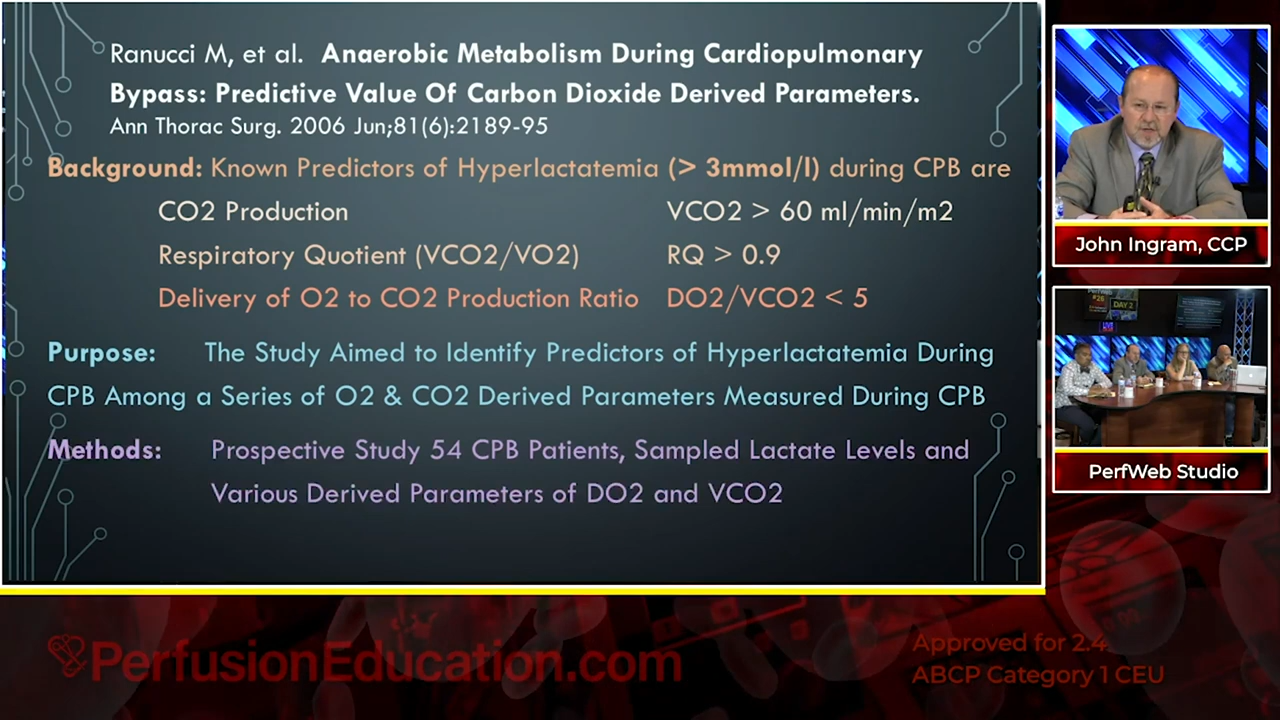 Ranucci M, et al. Anaerobic Metabolism During Cardiopulmonary
Bypass: Predictive Value Of Carbon Dioxide Derived Parameters.
Ann Thorac Surg. 2006 Jun;81(6):2189-95
Background: Known Predictors of Hyperlactatemia (> 3mmol/l) during CPB are
CO2 Production VCO2 > 60 ml/min/m2
Respiratory Quotient (VCO2/VO2) RQ > 0.9
Delivery of O2 to CO2 Production Ratio DO2/VCO2 < 5
Purpose: The Study Aimed to Identify Predictors of Hyperlactatemia During
CPB Among a Series of O2 & CO2 Derived Parameters Measured During CPB
Methods: Prospective Study 54 CPB Patients, Sampled Lactate Levels and
Various Derived Parameters of DO2 and VCO2
John Ingram, CCP
DAY 2
PerfWeb Studio
PerfusionEducation.com
Approved for 2.4
ABCP Category 1 CEU